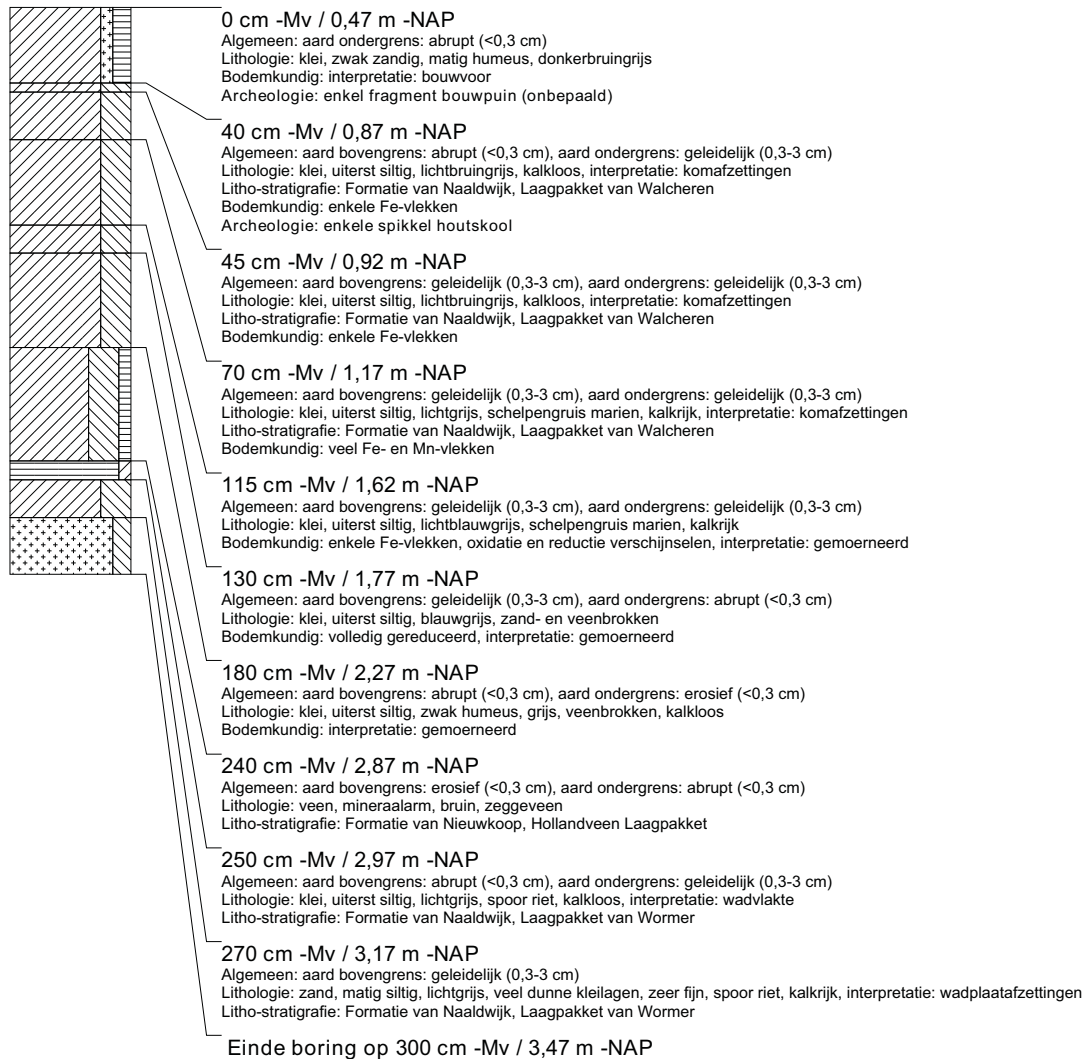 0 cm -Mv / 0,47 m -NAP
Algemeen: aard ondergrens: abrupt (<0,3 cm)
Lithologie: klei, zwak zandig, matig humeus, donkerbruingrijs
Bodemkundig: interpretatie: bouwvoor
Archeologie: enkel fragment bouwpuin (onbepaald)
40 cm -Mv / 0,87 m -NAP
Algemeen: aard bovengrens: abrupt (<0,3 cm), aard ondergrens: geleidelijk (0,3-3 cm)
Lithologie: klei, uiterst siltig, lichtbruingrijs, kalkloos, interpretatie: komafzettingen
Litho-stratigrafie: Formatie van Naaldwijk, Laagpakket van Walcheren
Bodemkundig: enkele Fe-vlekken
Archeologie: enkele spikkel houtskool
45 cm -Mv / 0,92 m -NAP
Algemeen: aard bovengrens: geleidelijk (0,3-3 cm), aard ondergrens: geleidelijk (0,3-3 cm)
Lithologie: klei, uiterst siltig, lichtbruingrijs, kalkloos, interpretatie: komafzettingen
Litho-stratigrafie: Formatie van Naaldwijk, Laagpakket van Walcheren
Bodemkundig: enkele Fe-vlekken
70 cm -Mv / 1,17 m -NAP
Algemeen: aard bovengrens: geleidelijk (0,3-3 cm), aard ondergrens: geleidelijk (0,3-3 cm)
Lithologie: klei, uiterst siltig, lichtgrijs, schelpengruis marien, kalkrijk, interpretatie: komafzettingen
Litho-stratigrafie: Formatie van Naaldwijk, Laagpakket van Walcheren
Bodemkundig: veel Fe- en Mn-vlekken
115 cm -Mv / 1,62 m -NAP
Algemeen: aard bovengrens: geleidelijk (0,3-3 cm), aard ondergrens: geleidelijk (0,3-3 cm)
Lithologie: klei, uiterst siltig, lichtblauwgrijs, schelpengruis marien, kalkrijk
Bodemkundig: enkele Fe-vlekken, oxidatie en reductie verschijnselen, interpretatie: gemoerneerd
130 cm -Mv / 1,77 m -NAP
Algemeen: aard bovengrens: geleidelijk (0,3-3 cm), aard ondergrens: abrupt (<0,3 cm)
Lithologie: klei, uiterst siltig, blauwgrijs, zand- en veenbrokken
Bodemkundig: volledig gereduceerd, interpretatie: gemoerneerd
180 cm -Mv / 2,27 m -NAP
Algemeen: aard bovengrens: abrupt (<0,3 cm), aard ondergrens: erosief (<0,3 cm)
Lithologie: klei, uiterst siltig, zwak humeus, grijs, veenbrokken, kalkloos
Bodemkundig: interpretatie: gemoerneerd
240 cm -Mv / 2,87 m -NAP
Algemeen: aard bovengrens: erosief (<0,3 cm), aard ondergrens: abrupt (<0,3 cm)
Lithologie: veen, mineraalarm, bruin, zeggeveen
Litho-stratigrafie: Formatie van Nieuwkoop, Hollandveen Laagpakket
250 cm -Mv / 2,97 m -NAP
Algemeen: aard bovengrens: abrupt (<0,3 cm), aard ondergrens: geleidelijk (0,3-3 cm)
Lithologie: klei, uiterst siltig, lichtgrijs, spoor riet, kalkloos, interpretatie: wadvlakte
Litho-stratigrafie: Formatie van Naaldwijk, Laagpakket van Wormer
270 cm -Mv / 3,17 m -NAP
Algemeen: aard bovengrens: geleidelijk (0,3-3 cm)
Lithologie: zand, matig siltig, lichtgrijs, veel dunne kleilagen, zeer fijn, spoor riet, kalkrijk, interpretatie: wadplaatafzettingen
Litho-stratigrafie: Formatie van Naaldwijk, Laagpakket van Wormer
Einde boring op 300 cm -Mv / 3,47 m -NAP